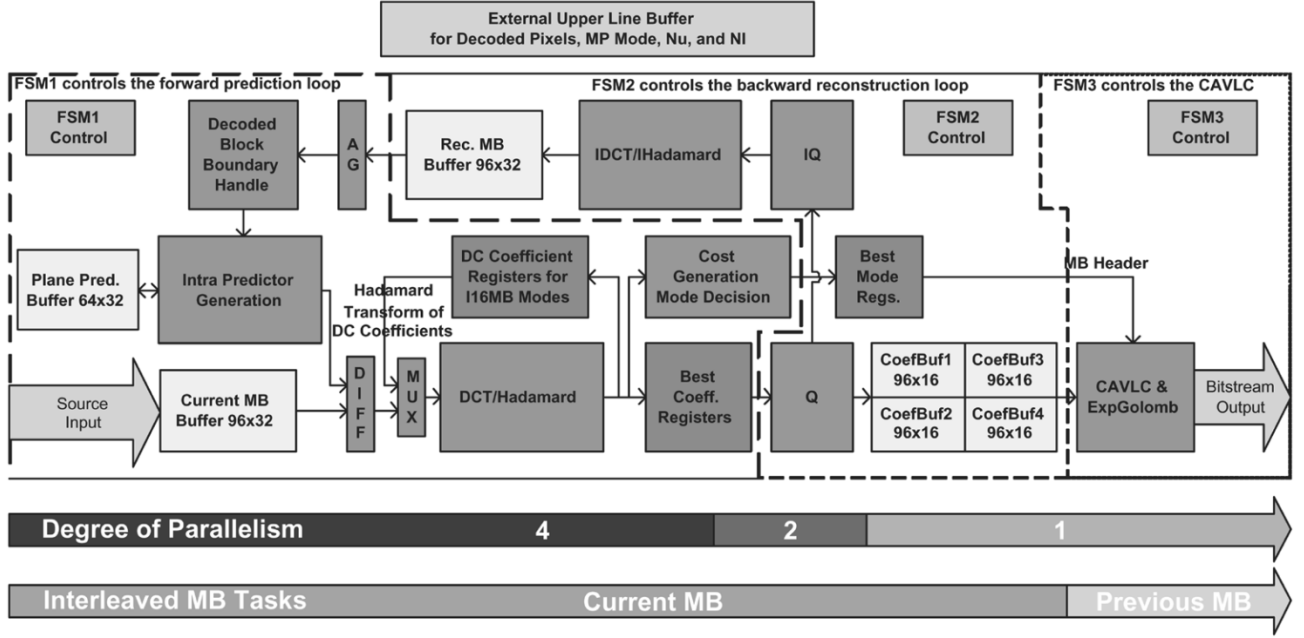 External Upper Line Buffer
for Decoded Pixels, MP Mode, Nu, and NI
FSM1 controls the forward prediction loop
FSM2 controls the backward reconstruction loop
FSM3 controls the CAVLC
FSM1
Control
Decoded
Block
Boundary
Handle
A
G
Rec. MB
Buffer 96x32
IDCT/IHadamard
IQ
FSM2
Control
FSM3
Control
Plane Pred.
Buffer 64x32
Intra Predictor
Generation
Hadamard
Transform of
DC Coefficients
DC Coefficient
Registers for
I16MB Modes
Cost
Generation
Mode Decision
Best
Mode
Regs.
MB Header
Source
Input
Current MB
Buffer 96x32
D
I
F
F
M
U
X
DCT/Hadamard
Best
Coeff.
Registers
Q
CoefBuf1
96x16
CoefBuf3
96x16
CoefBuf2
96x16
CoefBuf4
96x16
CAVLC &
ExpGolomb
Bitstream
Output
Degree of Parallelism 4 2 1
Interleaved MB Tasks Current MB Previous MB